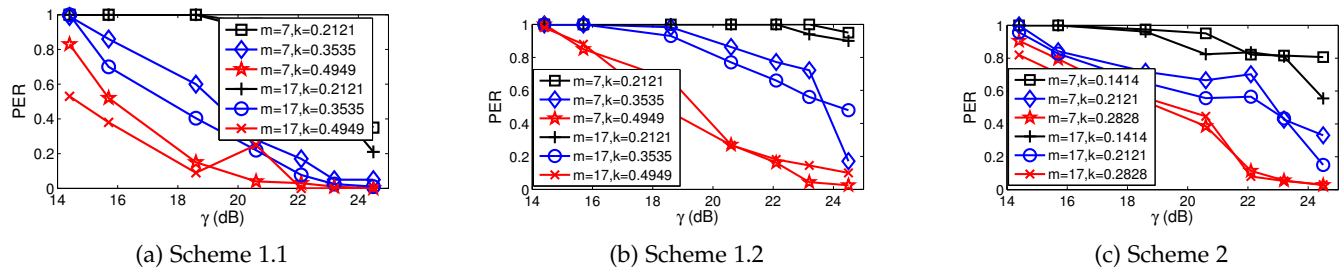 1
0.8
0.6
0.4
0.2
0
PER
14 16 18 20 22 24
γ (dB)
m=7,k=0.2121
m=7,k=0.3535
m=7,k=0.4949
m=17,k=0.2121
m=17,k=0.3535
m=17,k=0.4949
(a) Scheme 1.1
1
0.8
0.6
0.4
0.2
0
PER
14 16 18 20 22 24
γ (dB)
m=7,k=0.2121
m=7,k=0.3535
m=7,k=0.4949
m=17,k=0.2121
m=17,k=0.3535
m=17,k=0.4949
(b) Scheme 1.2
1
0.8
0.6
0.4
0.2
0
PER
14 16 18 20 22 24
γ (dB)
m=7,k=0.1414
m=7,k=0.2121
m=7,k=0.2828
m=17,k=0.1414
m=17,k=0.2121
m=17,k=0.2828
(c) Scheme 2